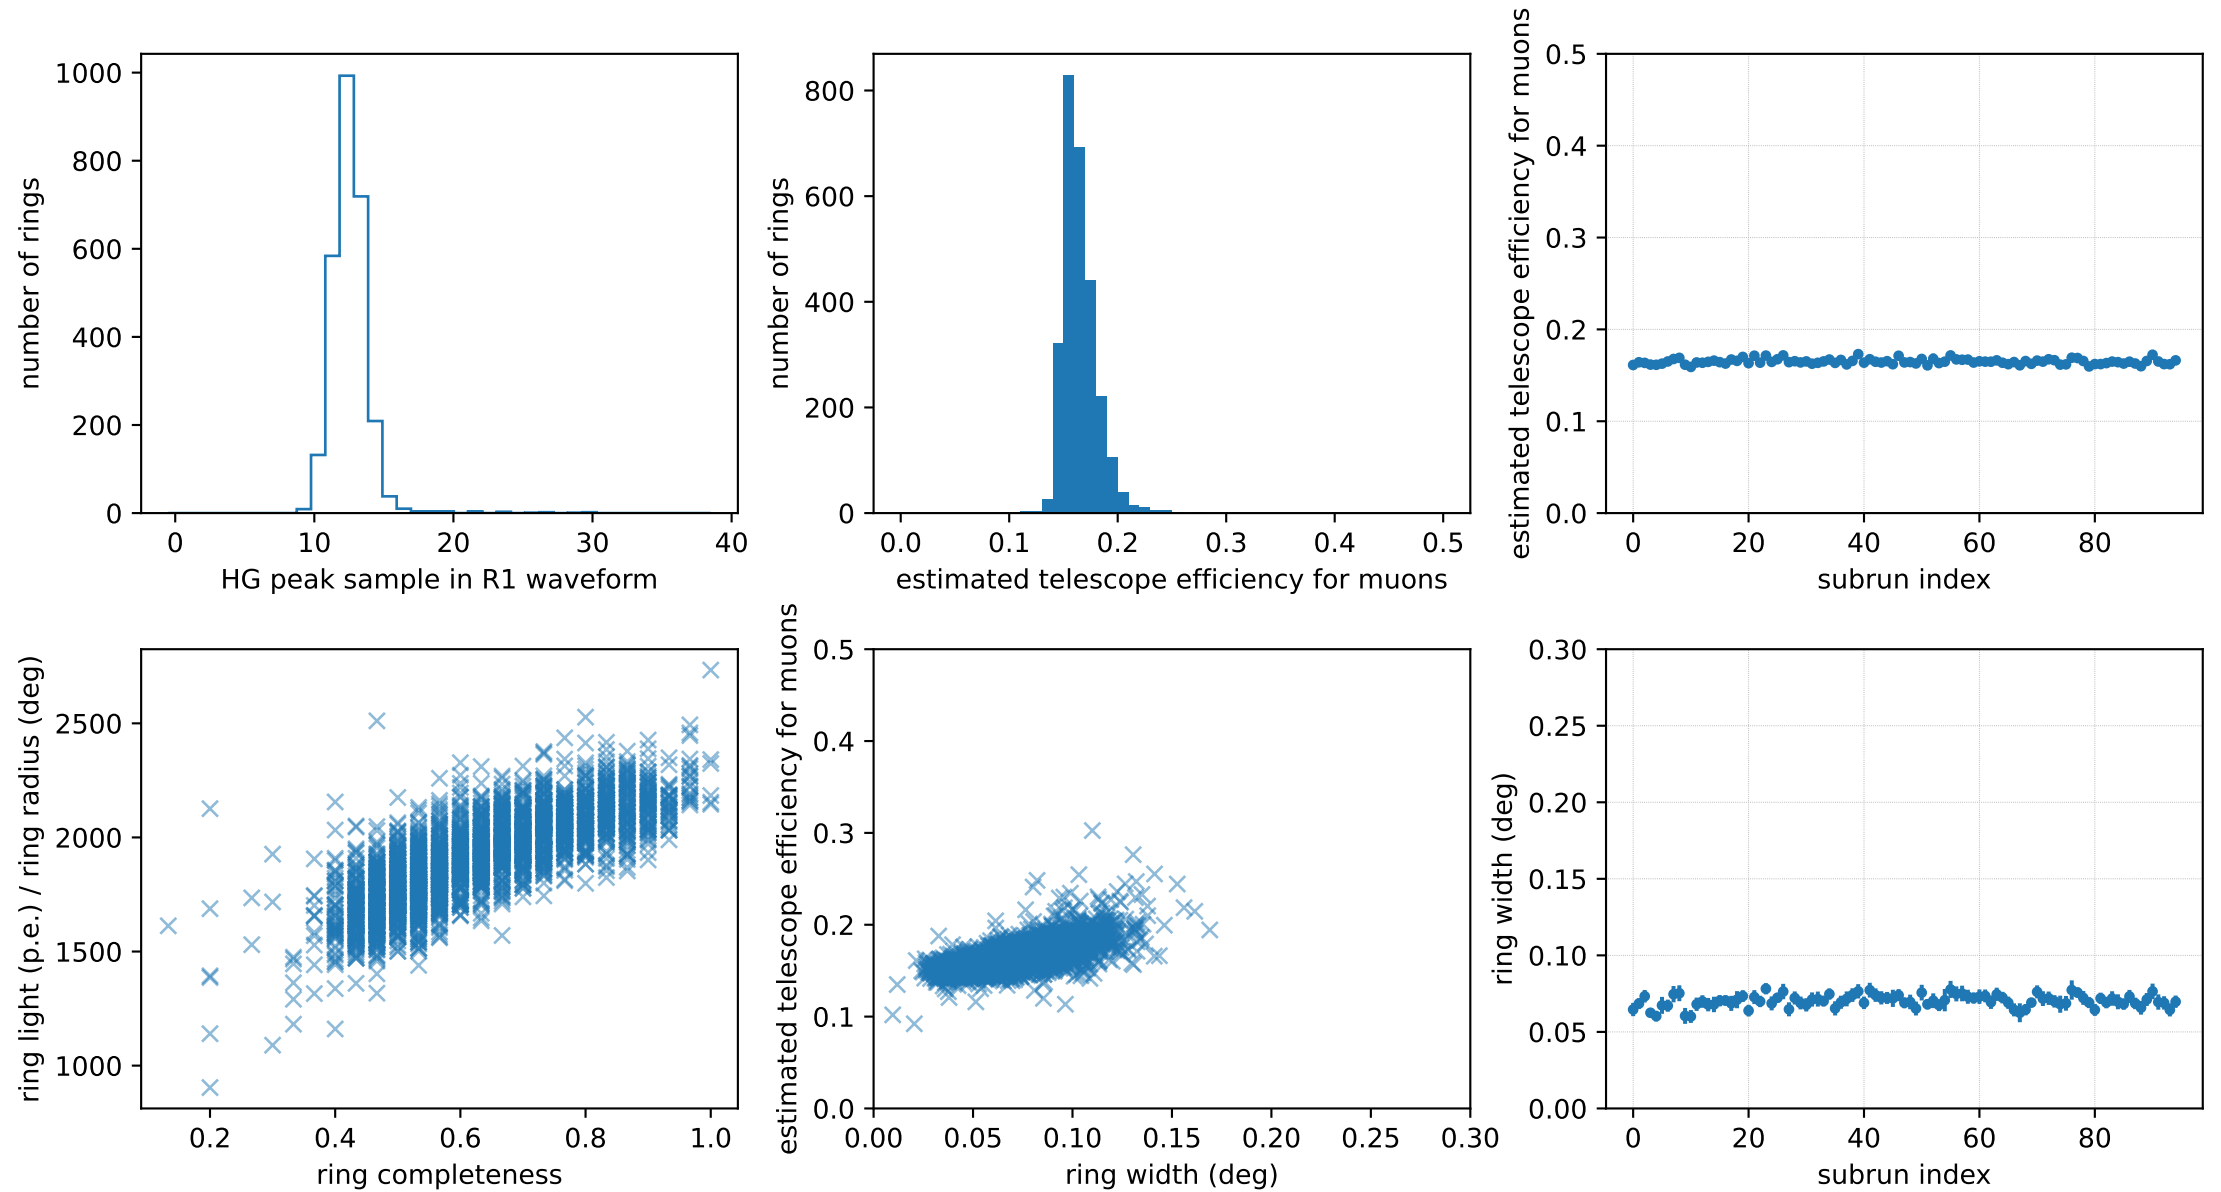 1000
800
600
400
200
0
number of rings
0 10 20 30 40
HG peak sample in R1 waveform
800
600
400
200
0
number of rings
0.0 0.1 0.2 0.3 0.4 0.5
estimated telescope efficiency for muons
0.5
0.4
0.3
0.2
0.1
0.0
estimated telescope efficiency for muons
0 20 40 60 80
subrun index
2500
2000
1500
1000
ring light (p.e.) / ring radius (deg)
0.2 0.4 0.6 0.8 1.0
ring completeness
0.5
0.4
0.3
0.2
0.1
0.0
estimated telescope efficiency for muons
0.00 0.05 0.10 0.15 0.20 0.25 0.30
ring width (deg)
0.30
0.25
0.20
0.15
0.10
0.05
0.00
ring width (deg)
0 20 40 60 80
subrun index